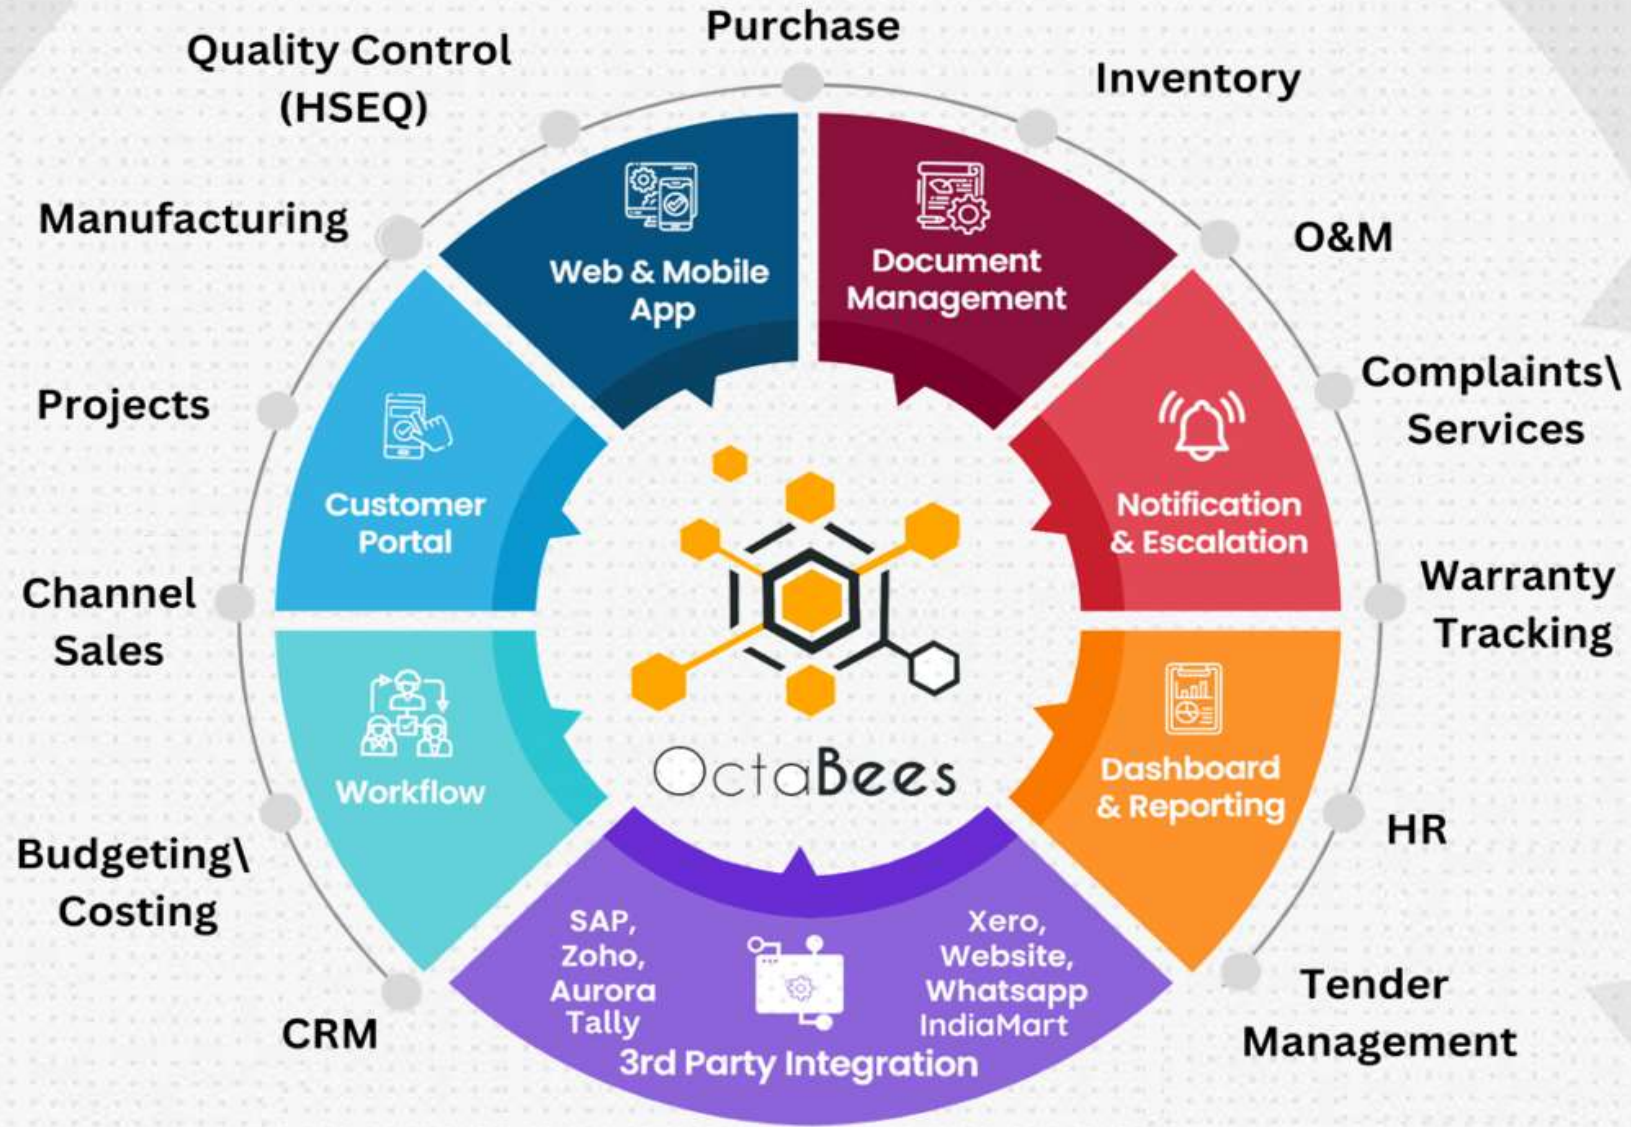 Purchase
Quality Control
(HSEQ)
Inventory
Manufacturing
O&M
Web & Mobile
App
Document
Management
Projects
Complaints\
Services
Customer
Portal
Notification
& Escalation
Channel
Sales
Warranty
Tracking
OctaBees
Workflow
Dashboard
& Reporting
Budgeting\
Costing
HR
SAP,
Zoho,
Aurora
Tally
Xero,
Website,
Whatsapp
IndiaMart
3rd Party Integration
CRM
Tender
Management